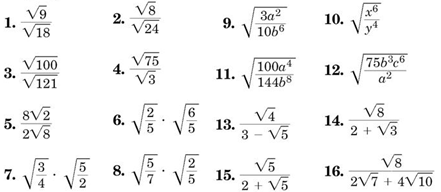 1. √9/√18 2. √8/√24 9. √(3a²/10b⁶) 10. √(x⁶/y⁴)
3. √100/√121 4. √75/√3 11. √(100a⁴/144b⁸) 12. √(75b³c⁶/a²)
5. 8√2/2√8 6. √(2/5) · √(6/5) 13. √4/(3 − √5) 14. √8/(2 + √3)
7. √(3/4) · √(5/2) 8. √(5/7) · √(2/5) 15. √5/(2 + √5) 16. √8/(2√7 + 4√10)